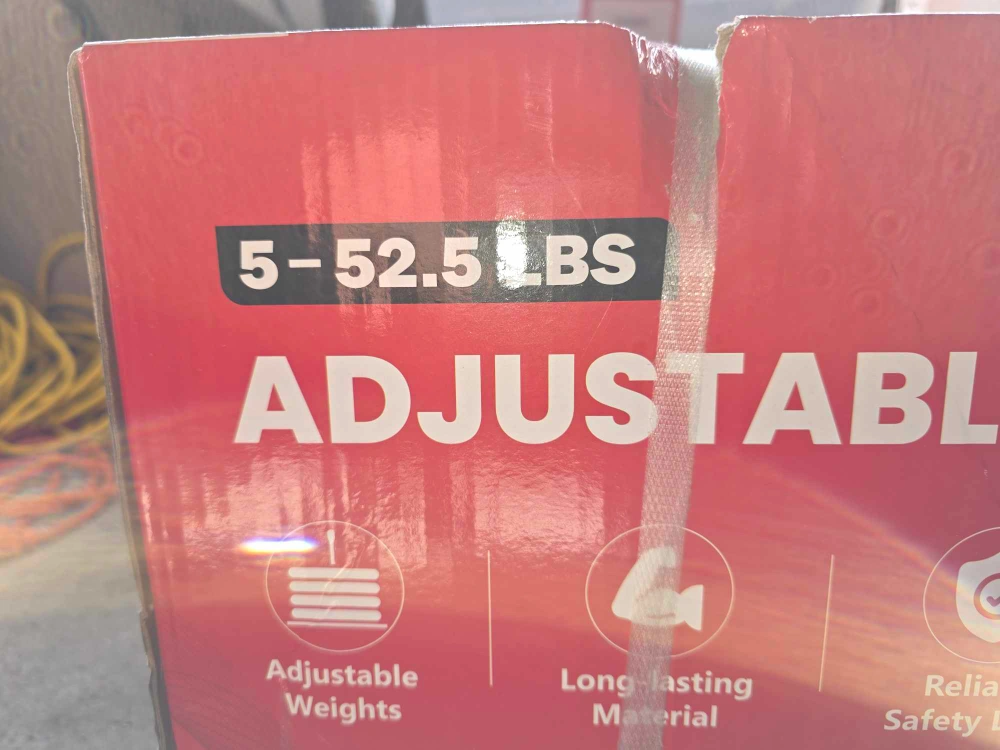 5 – 52.5 LBS
ADJUSTABL
Adjustable
Weights
Long-lasting
Material
Relia
Safety